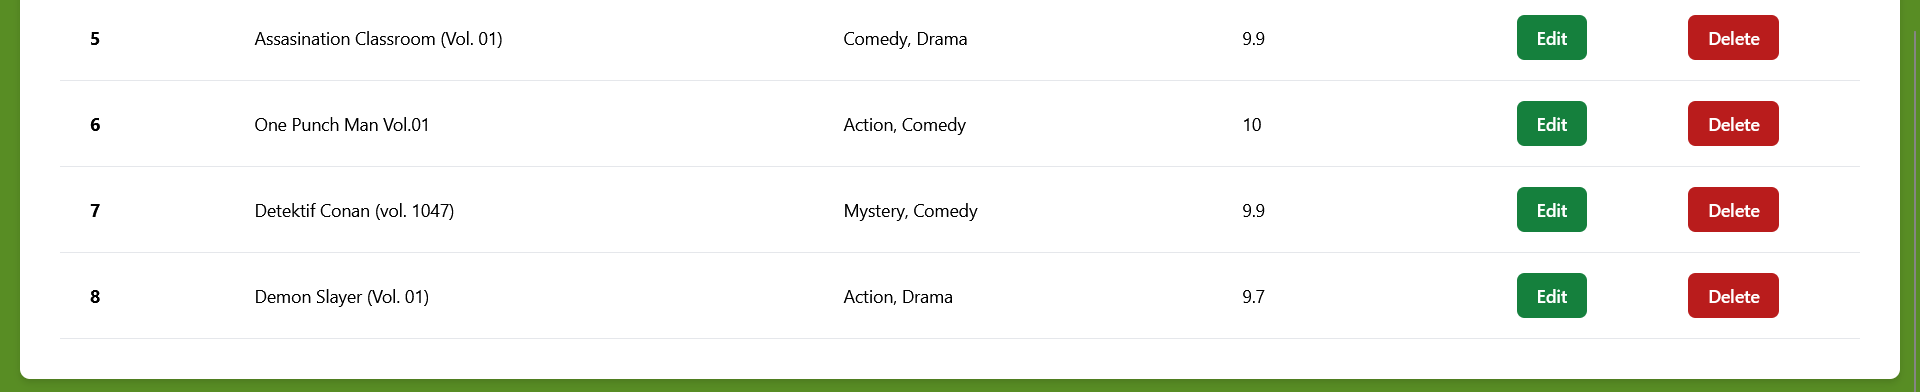 5 Assasination Classroom (Vol. 01) Comedy, Drama 9.9 Edit Delete
6 One Punch Man Vol.01 Action, Comedy 10 Edit Delete
7 Detektif Conan (vol. 1047) Mystery, Comedy 9.9 Edit Delete
8 Demon Slayer (Vol. 01) Action, Drama 9.7 Edit Delete